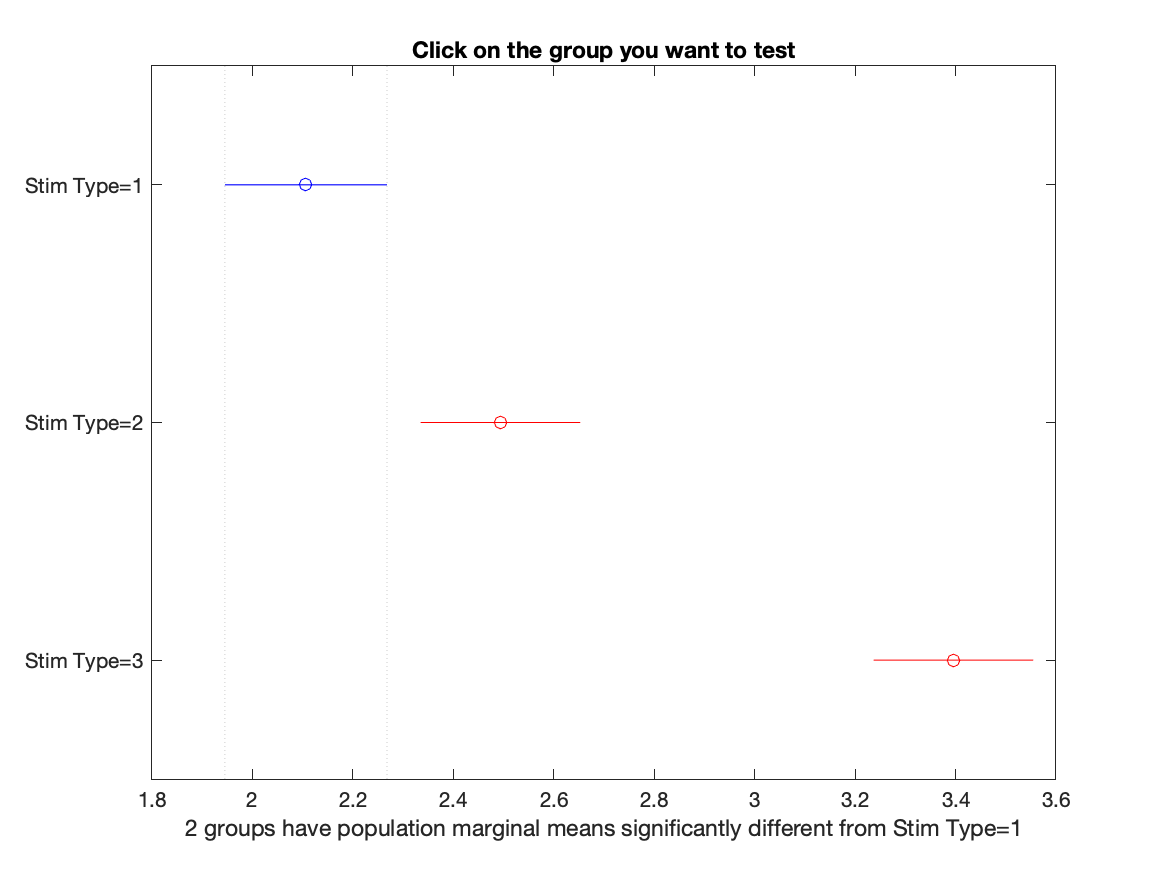 Click on the group you want to test
Stim Type=1
Stim Type=2
Stim Type=3
1.8 2 2.2 2.4 2.6 2.8 3 3.2 3.4 3.6
2 groups have population marginal means significantly different from Stim Type=1